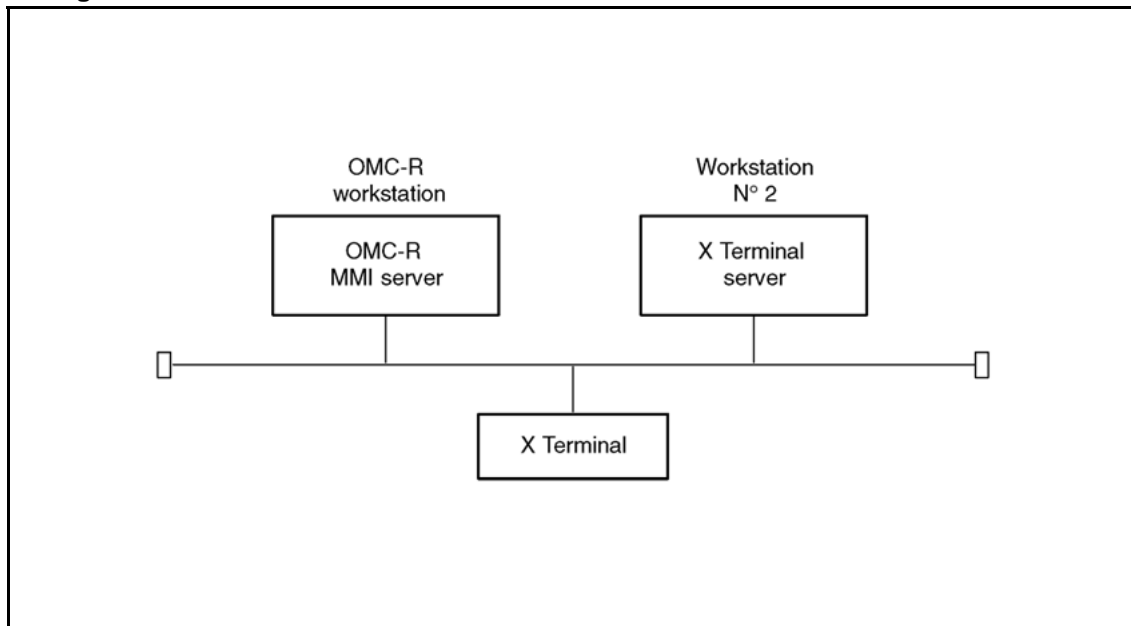 OMC-R
workstation
OMC-R
MMI server
Workstation
N° 2
X Terminal
server
X Terminal